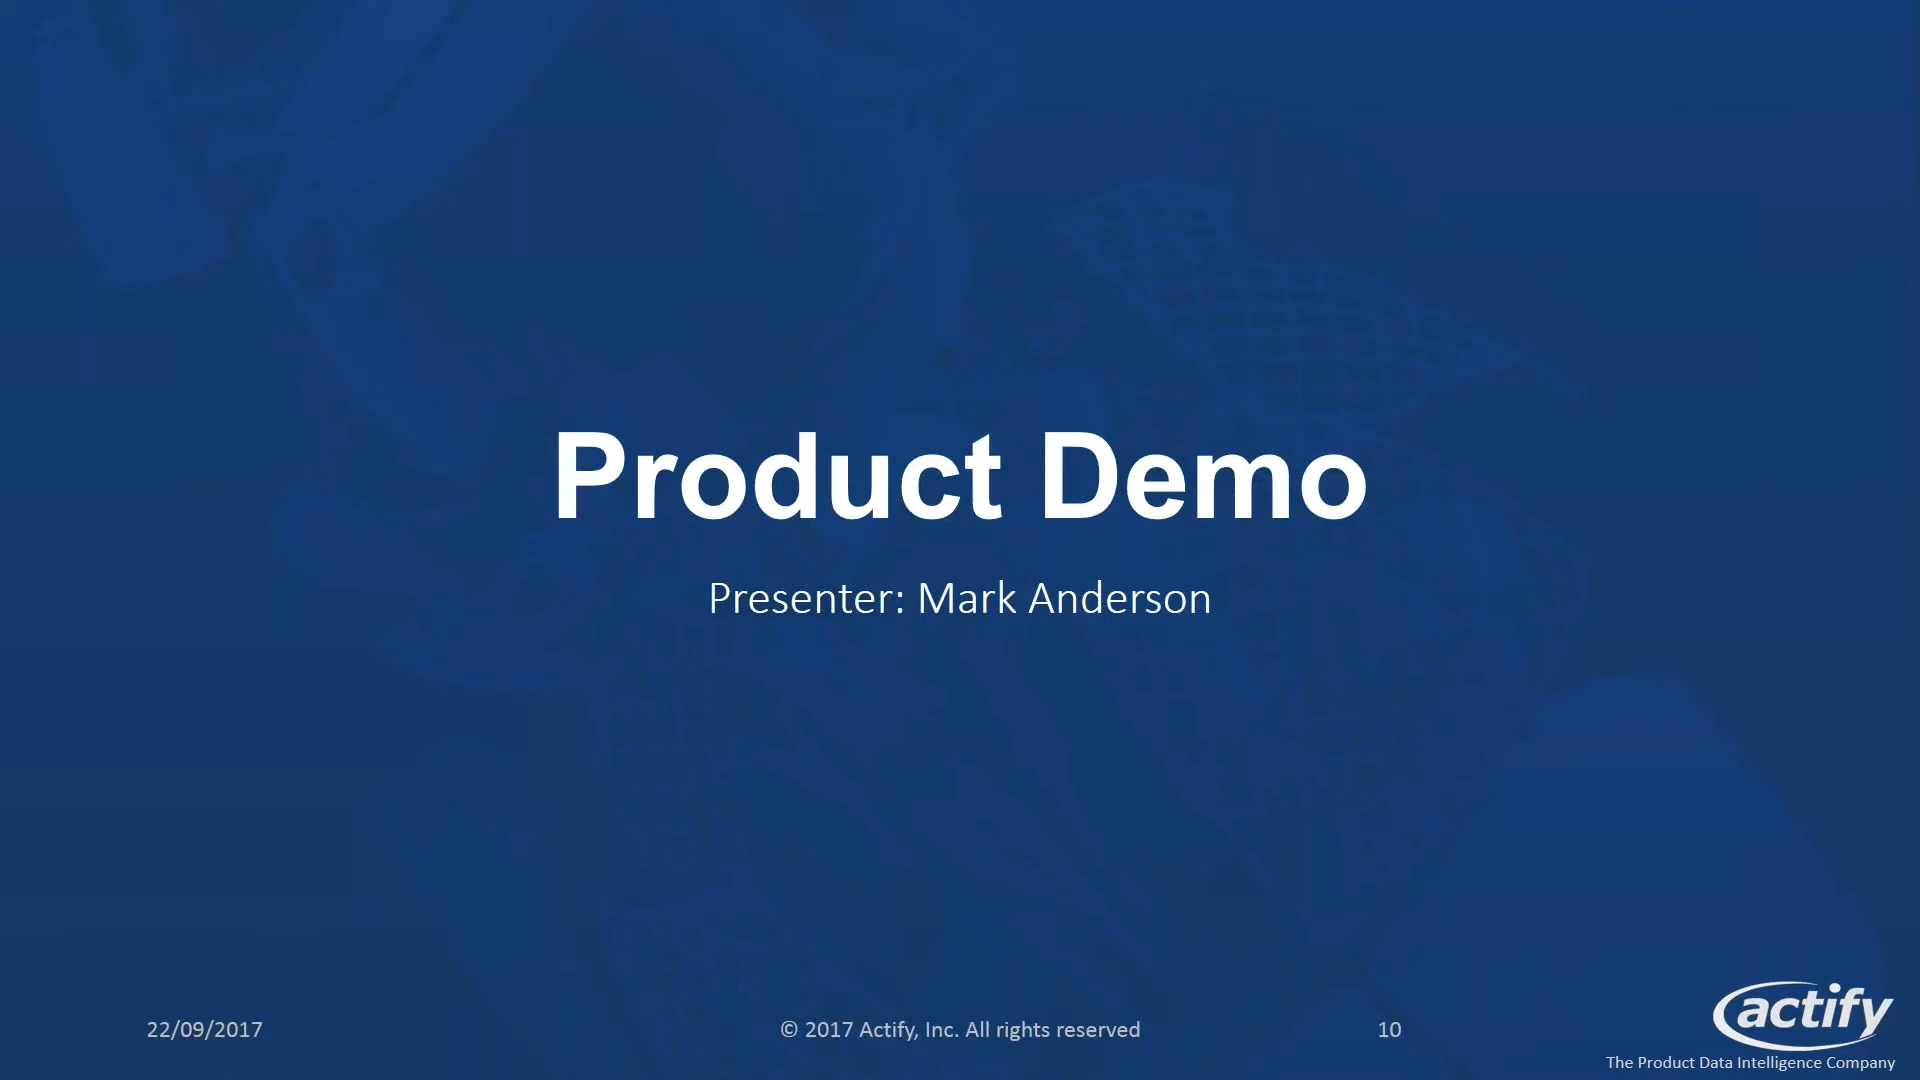 Product Demo
Presenter: Mark Anderson
22/09/2017
© 2017 Actify, Inc. All rights reserved
10
actify
The Product Data Intelligence Company